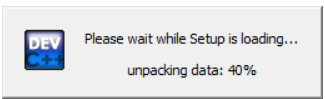 DEV
C++
Please wait while Setup is loading...
unpacking data: 40%